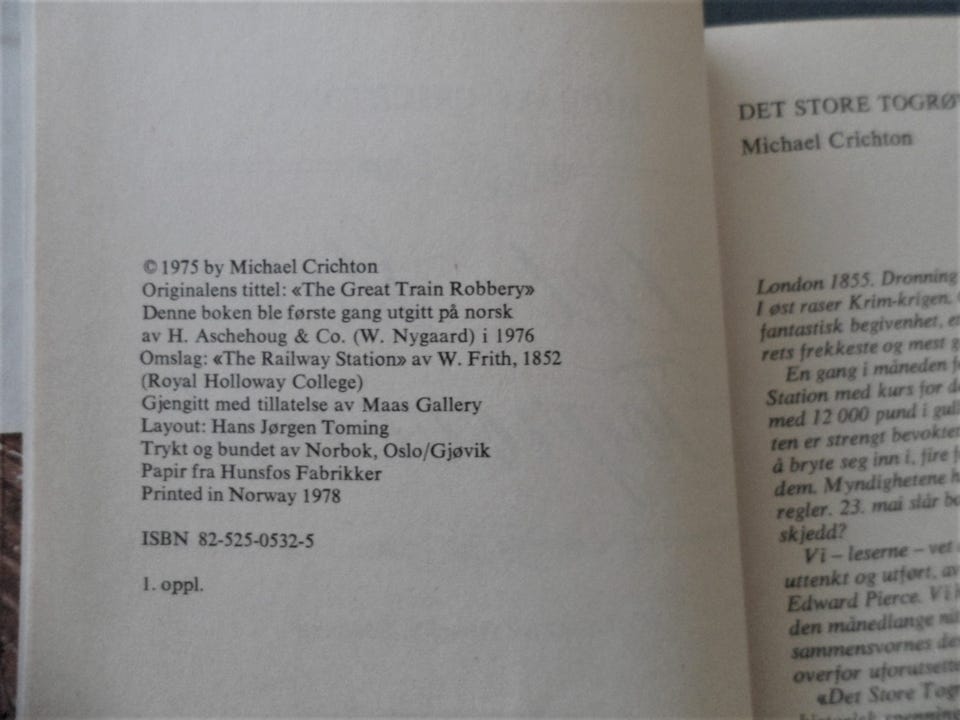 © 1975 by Michael Crichton
Originalens tittel: «The Great Train Robbery»
Denne boken ble første gang utgitt på norsk
av H. Aschehoug & Co. (W. Nygaard) i 1976
Omslag: «The Railway Station» av W. Frith, 1852
(Royal Holloway College)
Gjengitt med tillatelse av Maas Gallery
Layout: Hans Jørgen Toming
Trykt og bundet av Norbok, Oslo/Gjøvik
Papir fra Hunsfos Fabrikker
Printed in Norway 1978
ISBN 82-525-0532-5
1. oppl.
DET STORE
Michael Crichton
London 1855. Dronning
I øst raser Krim-krigen.
fantastisk begivenhet,
rets frekkeste og mest
En gang i måneden
Station med kurs for
med 12 000 pund i
ten er strengt
å bryte seg inn i, fire
dem. Myndighetene
regler. 23. mai slår
skjedd?
Vi – leserne – vet
uttenkt og utført,
Edward Pierce. Vi
den månedlange
sammensvornes
overfor
«Det Store